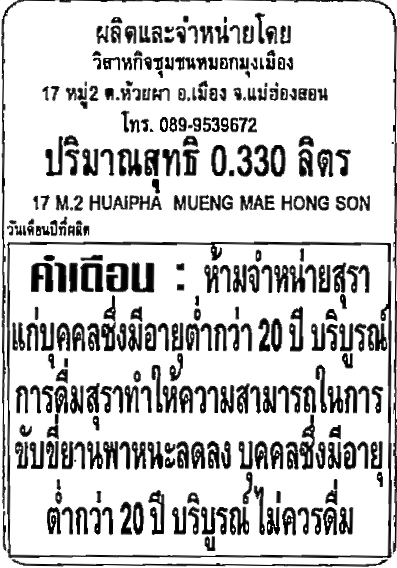 ผลิตและจำหน่ายโดย
วิสาหกิจชุมชนหมอกมุงเมือง
17 หมู่2 ต.ห้วยผา อ.เมือง จ.แม่ฮ่องสอน
โทร. 089-9539672
ปริมาณสุทธิ 0.330 ลิตร
17 M.2 HUAIPHA MUENG MAE HONG SON
วันเดือนปีที่ผลิต
คำเตือน : ห้ามจำหน่ายสุรา
แก่บุคคลซึ่งมีอายุต่ำกว่า 20 ปี บริบูรณ์
การดื่มสุราทำให้ความสามารถในการ
ขับขี่ยานพาหนะลดลง บุคคลซึ่งมีอายุ
ต่ำกว่า 20 ปี บริบูรณ์ ไม่ควรดื่ม